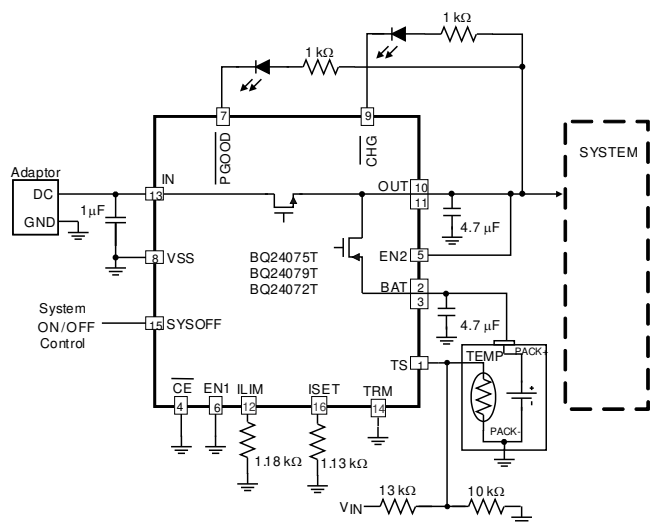 1 kΩ
1 kΩ
7
9
PGOOD
CHG
SYSTEM
Adaptor
DC
GND
IN
13
1µF
OUT
10
11
4.7 µF
8
VSS
BQ24075T
BQ24079T
BQ24072T
EN2
5
BAT
2
3
4.7 µF
System
ON/OFF
Control
15
SYSOFF
TS
1
TEMP
PACK+
+
-
PACK-
CE
EN1
ILIM
ISET
TRM
4
6
12
16
14
1.18 kΩ
1.13 kΩ
VIN
13 kΩ
10 kΩ